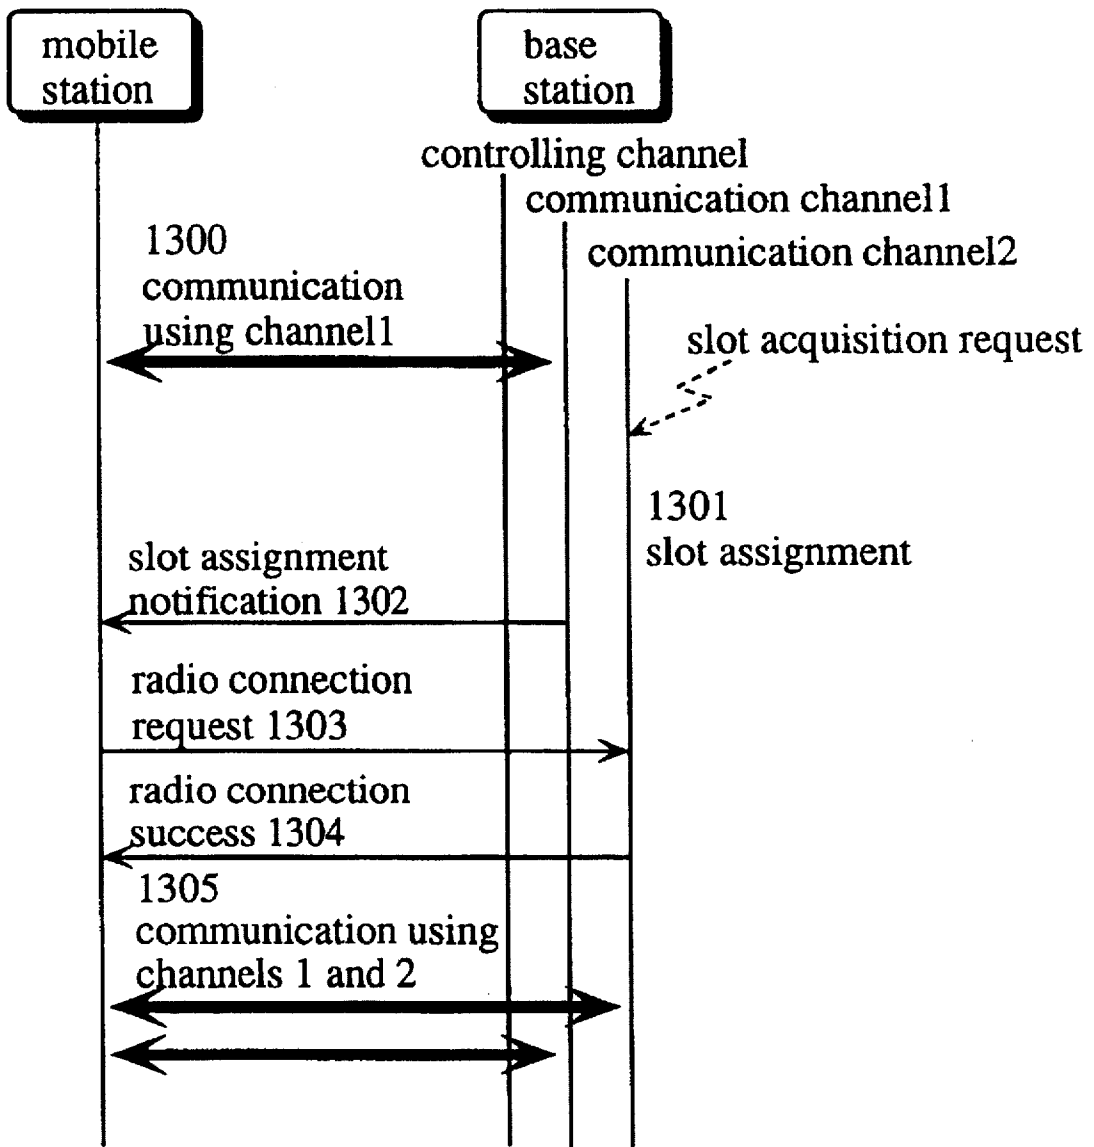 mobile
station
base
station
controlling channel
communication channel1
communication channel2
1300
communication
using channel1
slot acquisition request
1301
slot assignment
slot assignment
notification 1302
radio connection
request 1303
radio connection
success 1304
1305
communication using
channels 1 and 2